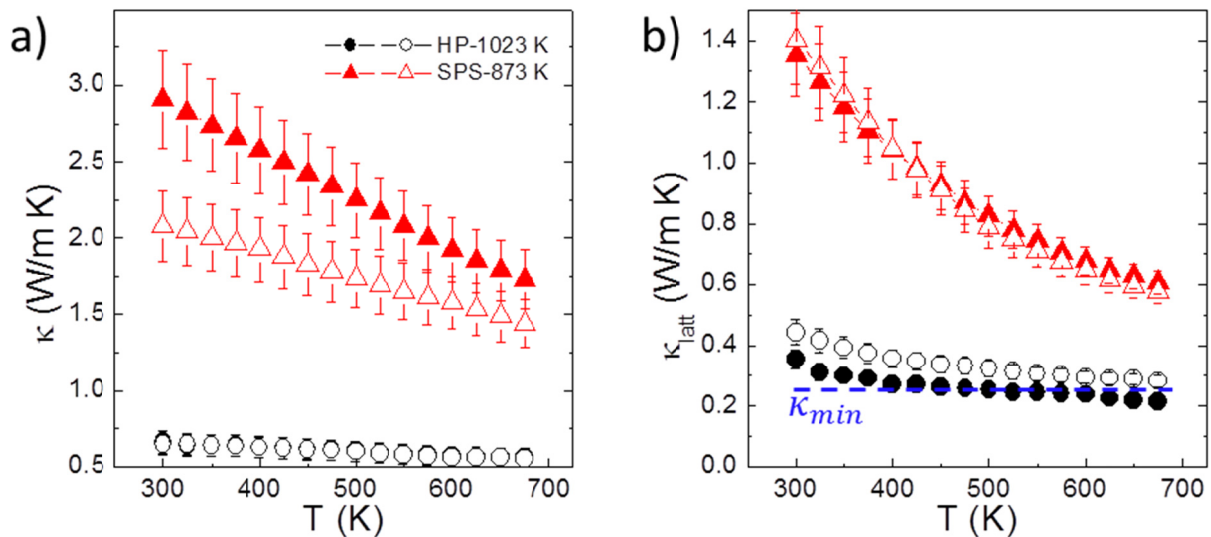 a)
HP-1023 K
SPS-873 K
κ (W/m K)
3.0
2.5
2.0
1.5
1.0
0.5
300 400 500 600 700
T (K)
b)
κlatt (W/m K)
1.4
1.2
1.0
0.8
0.6
0.4
0.2
0.0
κmin
300 400 500 600 700
T (K)